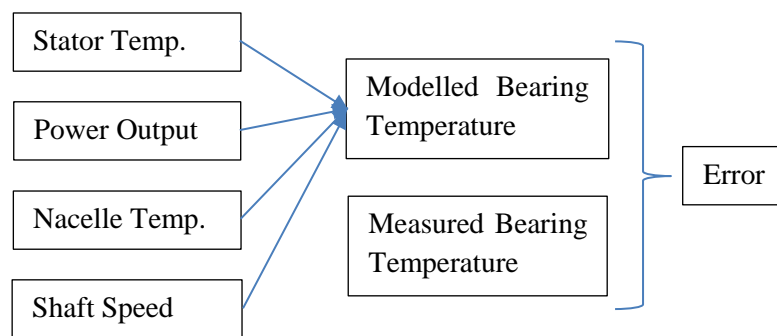 Stator Temp.
Power Output
Nacelle Temp.
Shaft Speed
Modelled Bearing
Temperature
Measured Bearing
Temperature
Error